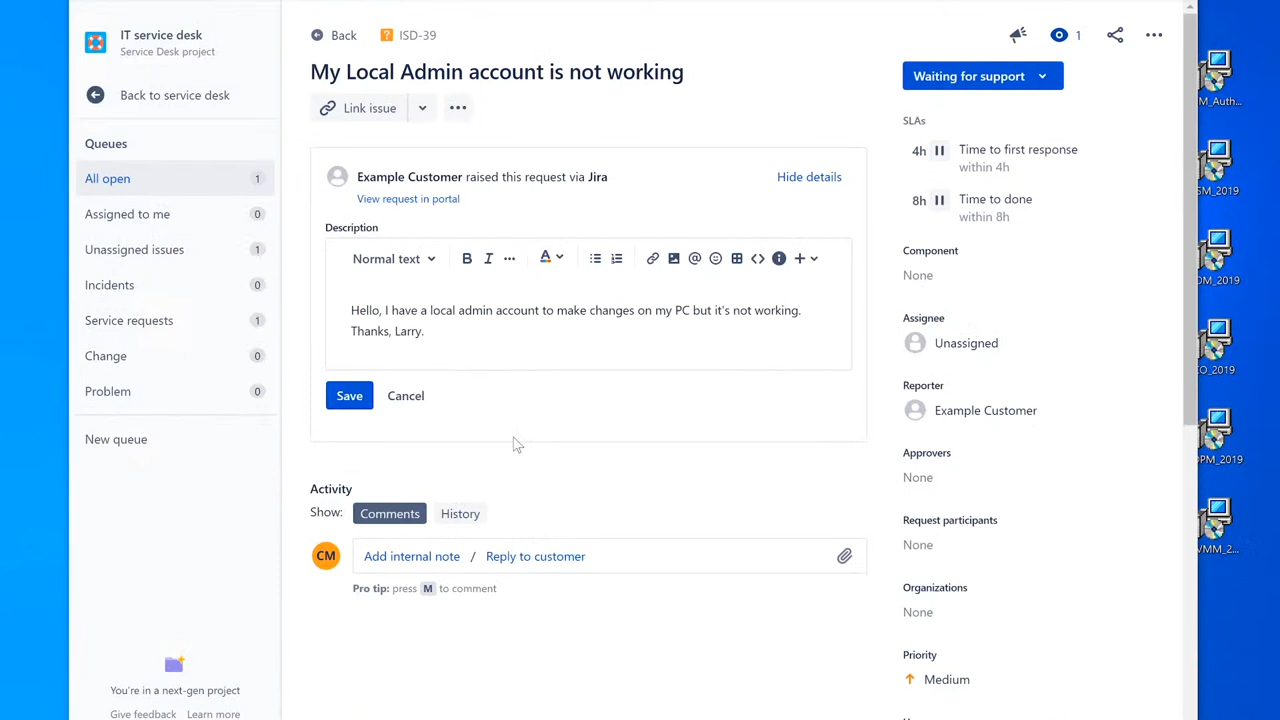 IT service desk
Service Desk project
Back to service desk
Queues
All open 1
Assigned to me 0
Unassigned issues 1
Incidents 0
Service requests 1
Change 0
Problem 0
New queue
You're in a next-gen project
Give feedback Learn more
Back ISD-39
1
My Local Admin account is not working
Link issue
Example Customer raised this request via Jira Hide details
View request in portal
Description
Normal text B I A
Hello, I have a local admin account to make changes on my PC but it's not working.
Thanks, Larry.
Save Cancel
Activity
Show: Comments History
CM Add internal note / Reply to customer
Pro tip: press M to comment
Waiting for support
SLAs
4h Time to first response
within 4h
8h Time to done
within 8h
Component
None
Assignee
Unassigned
Reporter
Example Customer
Approvers
None
Request participants
None
Organizations
None
Priority
Medium
M_Auth...
SM_2019
OM_2019
CO_2019
DPM_2019
VMM_2...